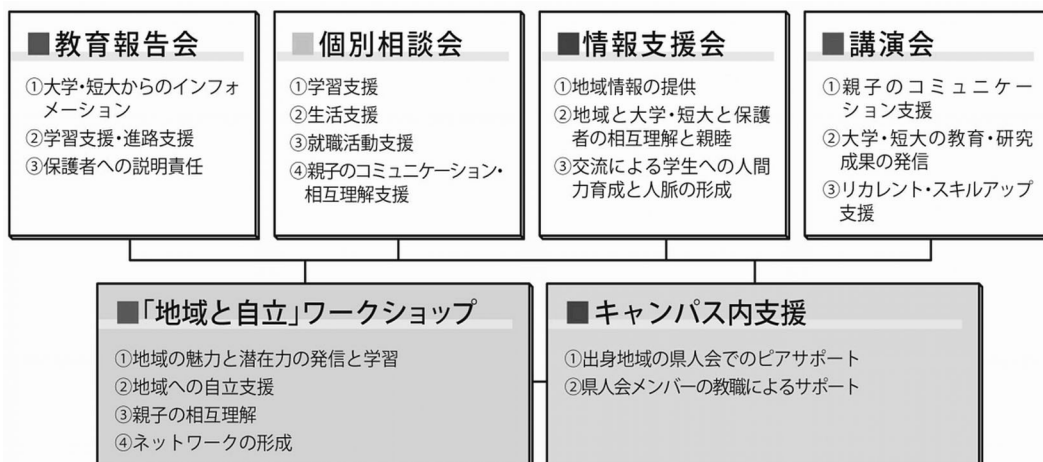 ■教育報告会
①大学・短大からのインフォ
メーション
②学習支援・進路支援
③保護者への説明責任
■個別相談会
①学習支援
②生活支援
③就職活動支援
④親子のコミュニケーション・
相互理解支援
■情報支援会
①地域情報の提供
②地域と大学・短大と保護
者の相互理解と親睦
③交流による学生への人間
力育成と人脈の形成
■講演会
①親子のコミュニケー
ション支援
②大学・短大の教育・研究
成果の発信
③リカレント・スキルアップ
支援
■「地域と自立」ワークショップ
①地域の魅力と潜在力の発信と学習
②地域への自立支援
③親子の相互理解
④ネットワークの形成
■キャンパス内支援
①出身地域の県人会でのピアサポート
②県人会メンバーの教職によるサポート